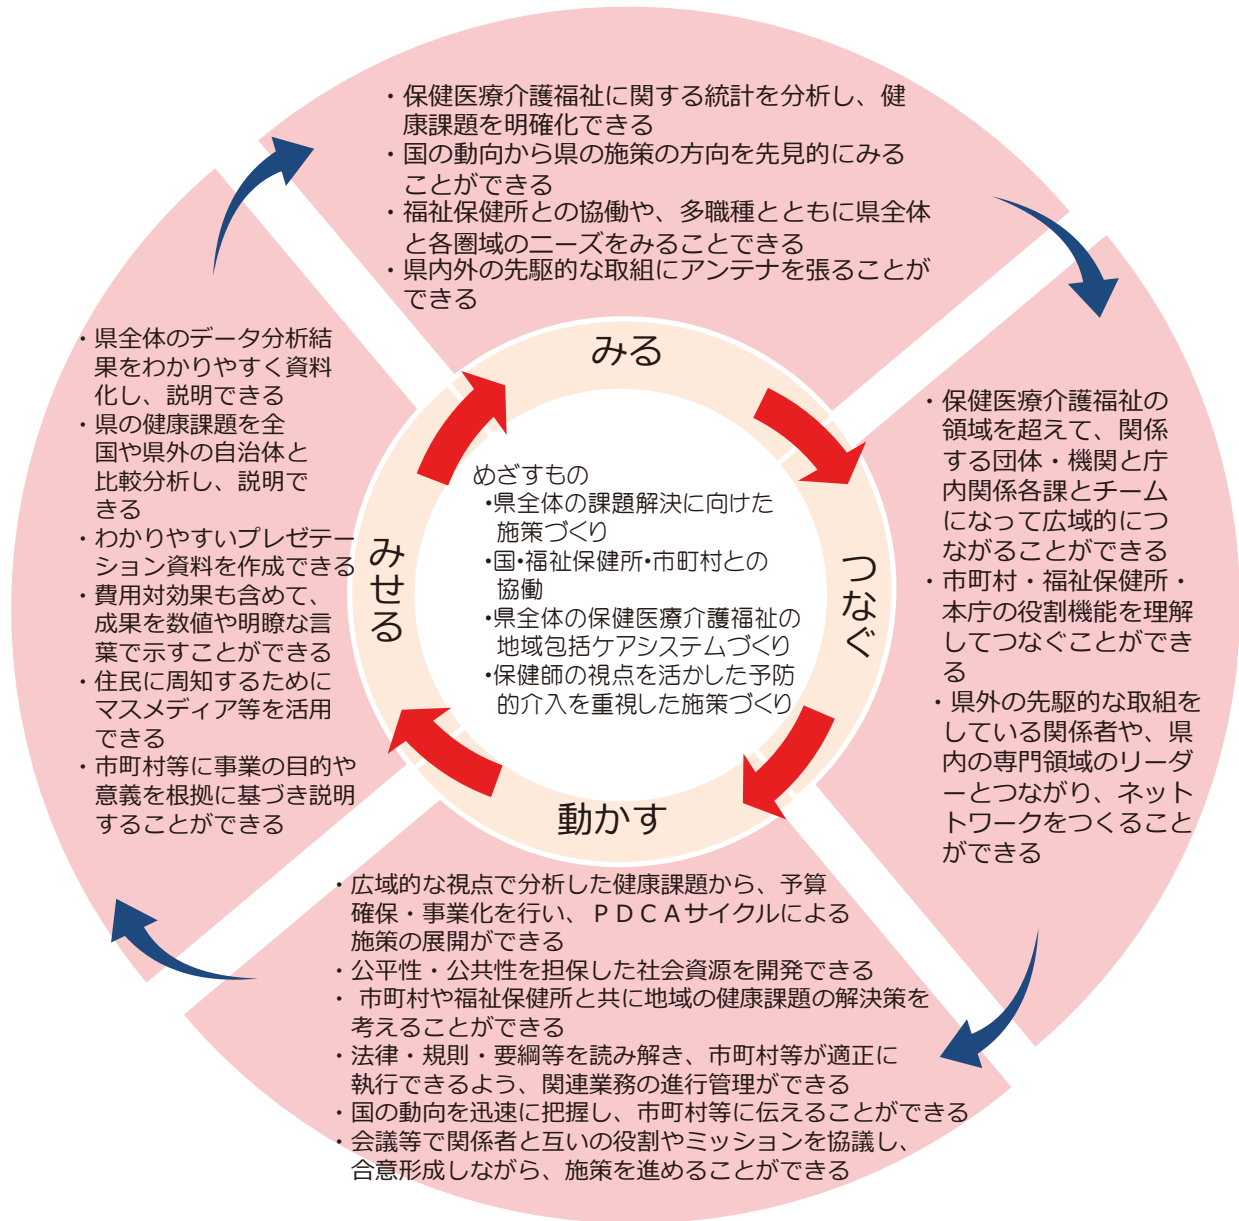 ・保健医療介護福祉に関する統計を分析し、健
康課題を明確化できる
・国の動向から県の施策の方向を先見的にみる
ことができる
・福祉保健所との協働や、多職種とともに県全体
と各圏域のニーズをみることできる
・県内外の先駆的な取組にアンテナを張ることが
できる
みる
・保健医療介護福祉の
領域を超えて、関係
する団体・機関と庁
内関係各課とチーム
になって広域的につ
ながることができる
・市町村・福祉保健所・
本庁の役割機能を理解
してつなぐことができ
る
・県外の先駆的な取組を
している関係者や、県
内の専門領域のリーダ
ーとつながり、ネット
トワークをつくること
ができる
つなぐ
めざすもの
・県全体の課題解決に向けた
施策づくり
・国・福祉保健所・市町村との
協働
・県全体の保健医療介護福祉の
地域包括ケアシステムづくり
・保健師の視点を活かした予防
的介入を重視した施策づくり
動かす
・広域的な視点で分析した健康課題から、予算
確保・事業化を行い、ＰＤＣＡサイクルによる
施策の展開ができる
・公平性・公共性を担保した社会資源を開発できる
・ 市町村や福祉保健所と共に地域の健康課題の解決策を
考えることができる
・法律・規則・要綱等を読み解き、市町村等が適正に
執行できるよう、関連業務の進行管理ができる
・国の動向を迅速に把握し、市町村等に伝えることができる
・会議等で関係者と互いの役割やミッションを協議し、
合意形成しながら、施策を進めることができる
みせる
・県全体のデータ分析結
果をわかりやすく資料
化し、説明できる
・県の健康課題を全
国や県外の自治体と
比較分析し、説明で
きる
・わかりやすいプレゼテー
ション資料を作成できる
・費用対効果も含めて、
成果を数値や明瞭な言
葉で示すことができる
・住民に周知するために
マスメディア等を活用
できる
・市町村等に事業の目的や
意義を根拠に基づき説明
することができる